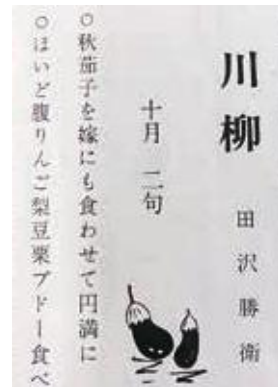 川柳
田沢勝衛
十月 二句
○秋茄子を嫁にも食わせて円満に
○ほいど腹りんご梨豆栗ブドー食べ